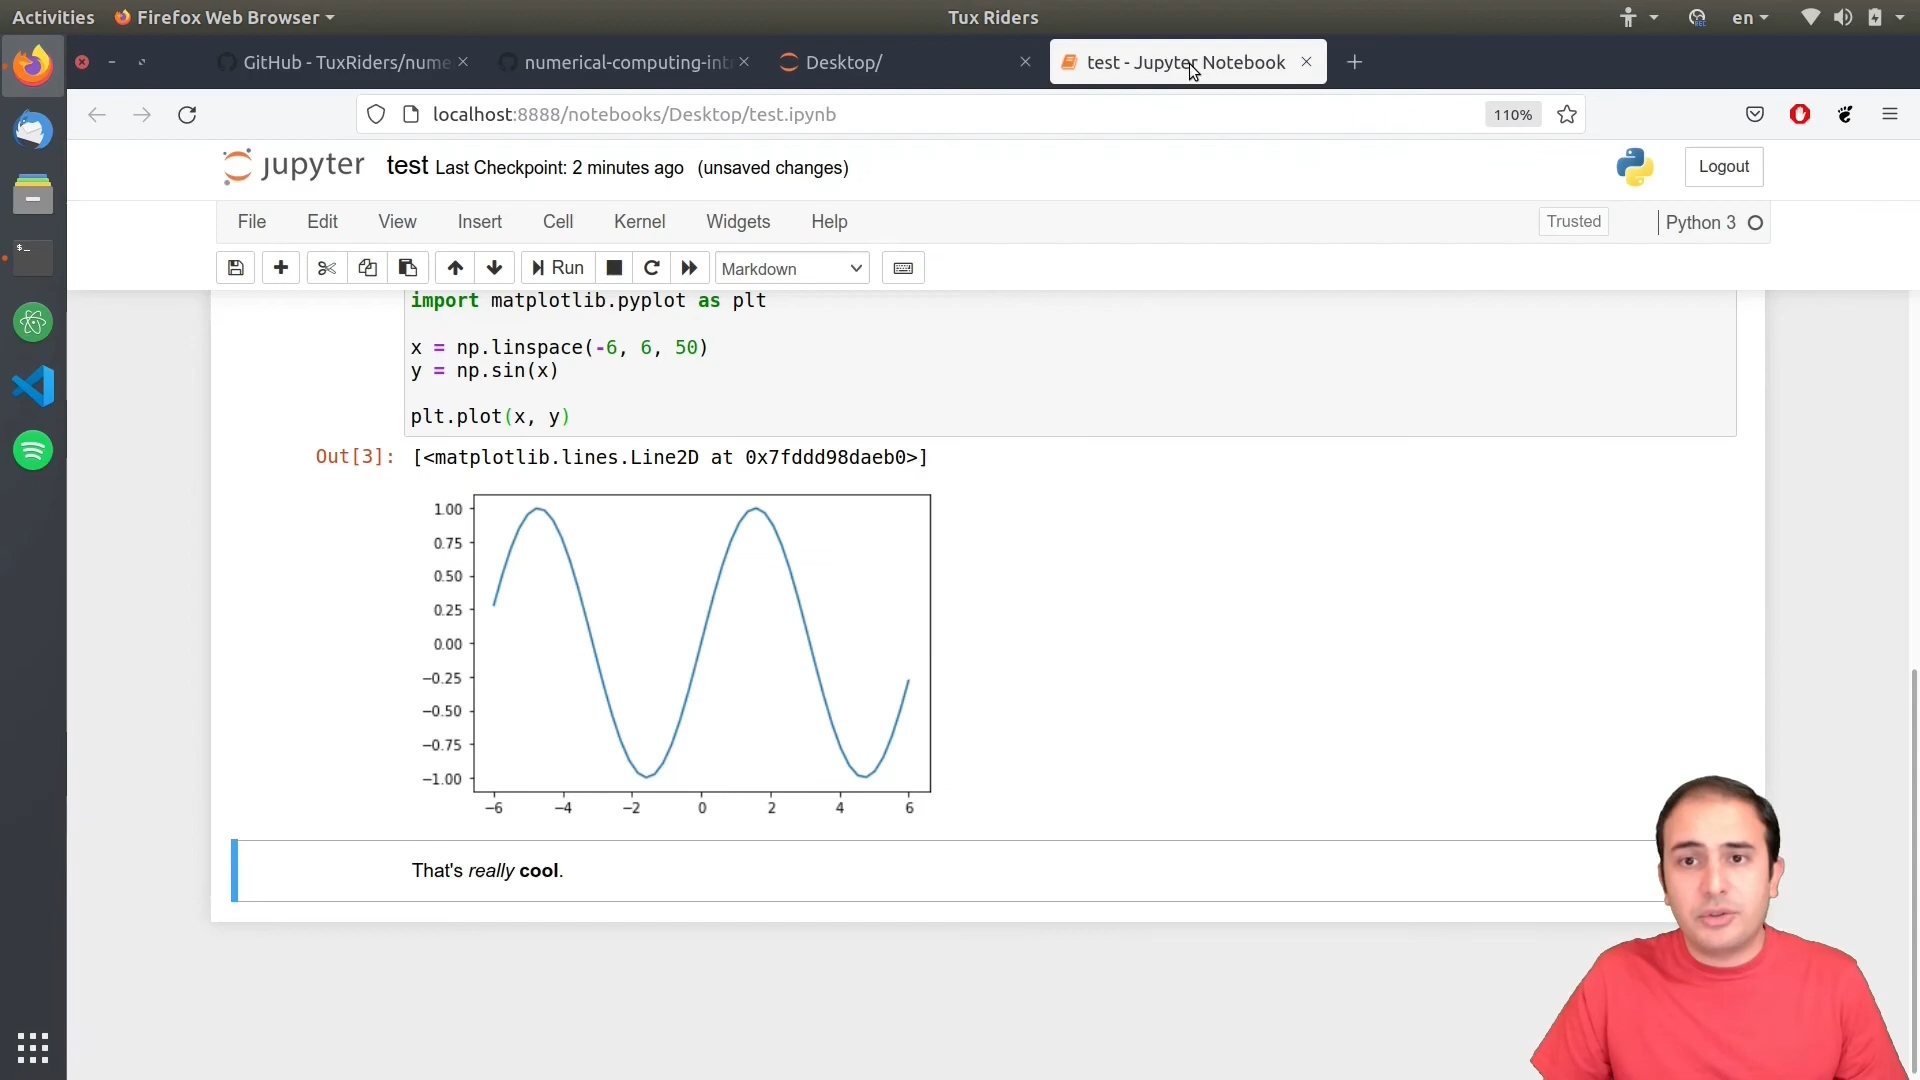 Activities Firefox Web Browser Tux Riders en
GitHub - TuxRiders/nume numerical-computing-intr Desktop/ test - Jupyter Notebook
localhost:8888/notebooks/Desktop/test.ipynb 110%
jupyter test Last Checkpoint: 2 minutes ago (unsaved changes) Logout
File Edit View Insert Cell Kernel Widgets Help Trusted Python 3
Run Markdown
import matplotlib.pyplot as plt
x = np.linspace(-6, 6, 50)
y = np.sin(x)
plt.plot(x, y)
Out[3]: [<matplotlib.lines.Line2D at 0x7fddd98daeb0>]
1.00
0.75
0.50
0.25
0.00
−0.25
−0.50
−0.75
−1.00
−6 −4 −2 0 2 4 6
That's really cool.